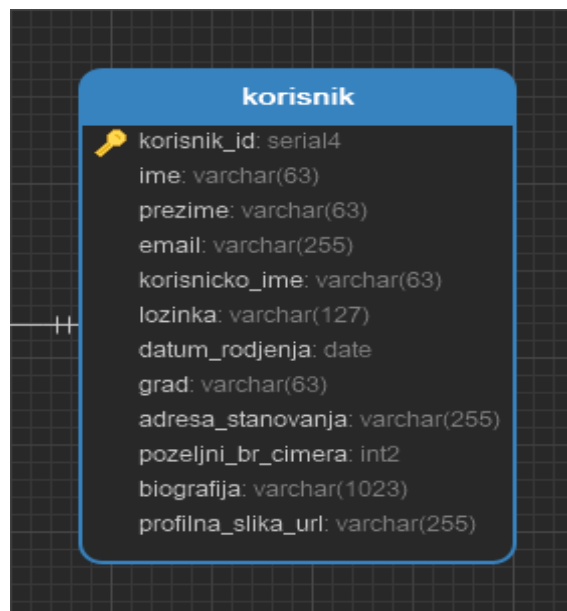 korisnik
korisnik_id: serial4
ime: varchar(63)
prezime: varchar(63)
email: varchar(255)
korisnicko_ime: varchar(63)
lozinka: varchar(127)
datum_rodjenja: date
grad: varchar(63)
adresa_stanovanja: varchar(255)
pozeljni_br_cimera: int2
biografija: varchar(1023)
profilna_slika_url: varchar(255)